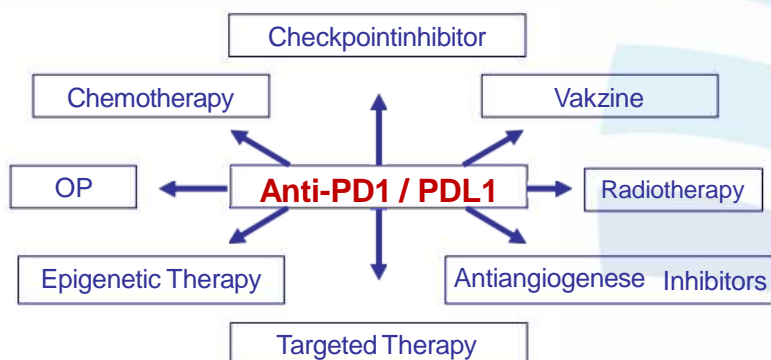 Checkpointinhibitor
Chemotherapy
Vakzine
OP
Anti-PD1 / PDL1
Radiotherapy
Epigenetic Therapy
Antiangiogenese Inhibitors
Targeted Therapy